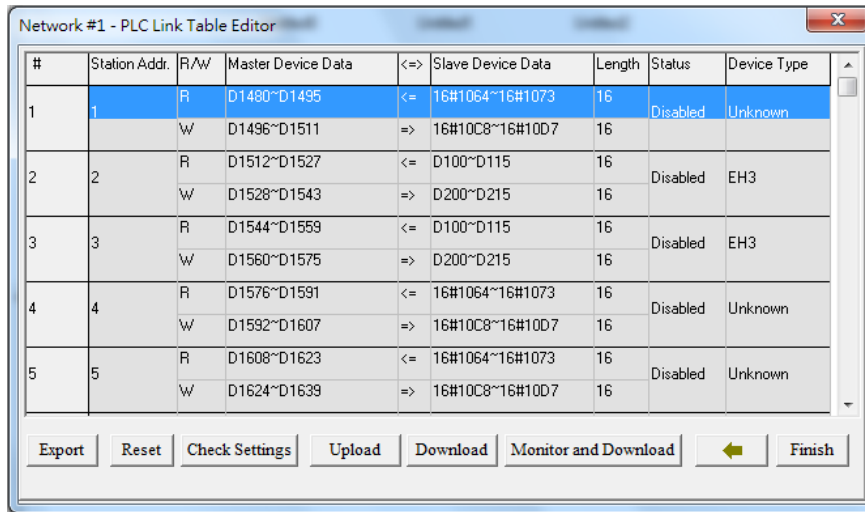 Network #1 - PLC Link Table Editor
# Station Addr. R/W Master Device Data <=> Slave Device Data Length Status Device Type
1 1 R D1480~D1495 <= 16#1064~16#1073 16 Disabled Unknown
W D1496~D1511 => 16#10C8~16#10D7 16
2 2 R D1512~D1527 <= D100~D115 16 Disabled EH3
W D1528~D1543 => D200~D215 16
3 3 R D1544~D1559 <= D100~D115 16 Disabled EH3
W D1560~D1575 => D200~D215 16
4 4 R D1576~D1591 <= 16#1064~16#1073 16 Disabled Unknown
W D1592~D1607 => 16#10C8~16#10D7 16
5 5 R D1608~D1623 <= 16#1064~16#1073 16 Disabled Unknown
W D1624~D1639 => 16#10C8~16#10D7 16
Export Reset Check Settings Upload Download Monitor and Download Finish